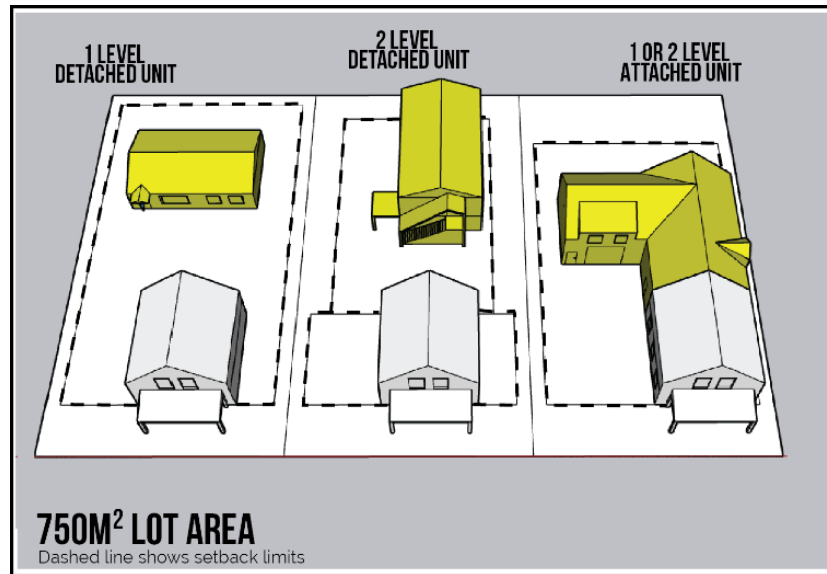 1 LEVEL
DETACHED UNIT
2 LEVEL
DETACHED UNIT
1 OR 2 LEVEL
ATTACHED UNIT
750M² LOT AREA
Dashed line shows setback limits